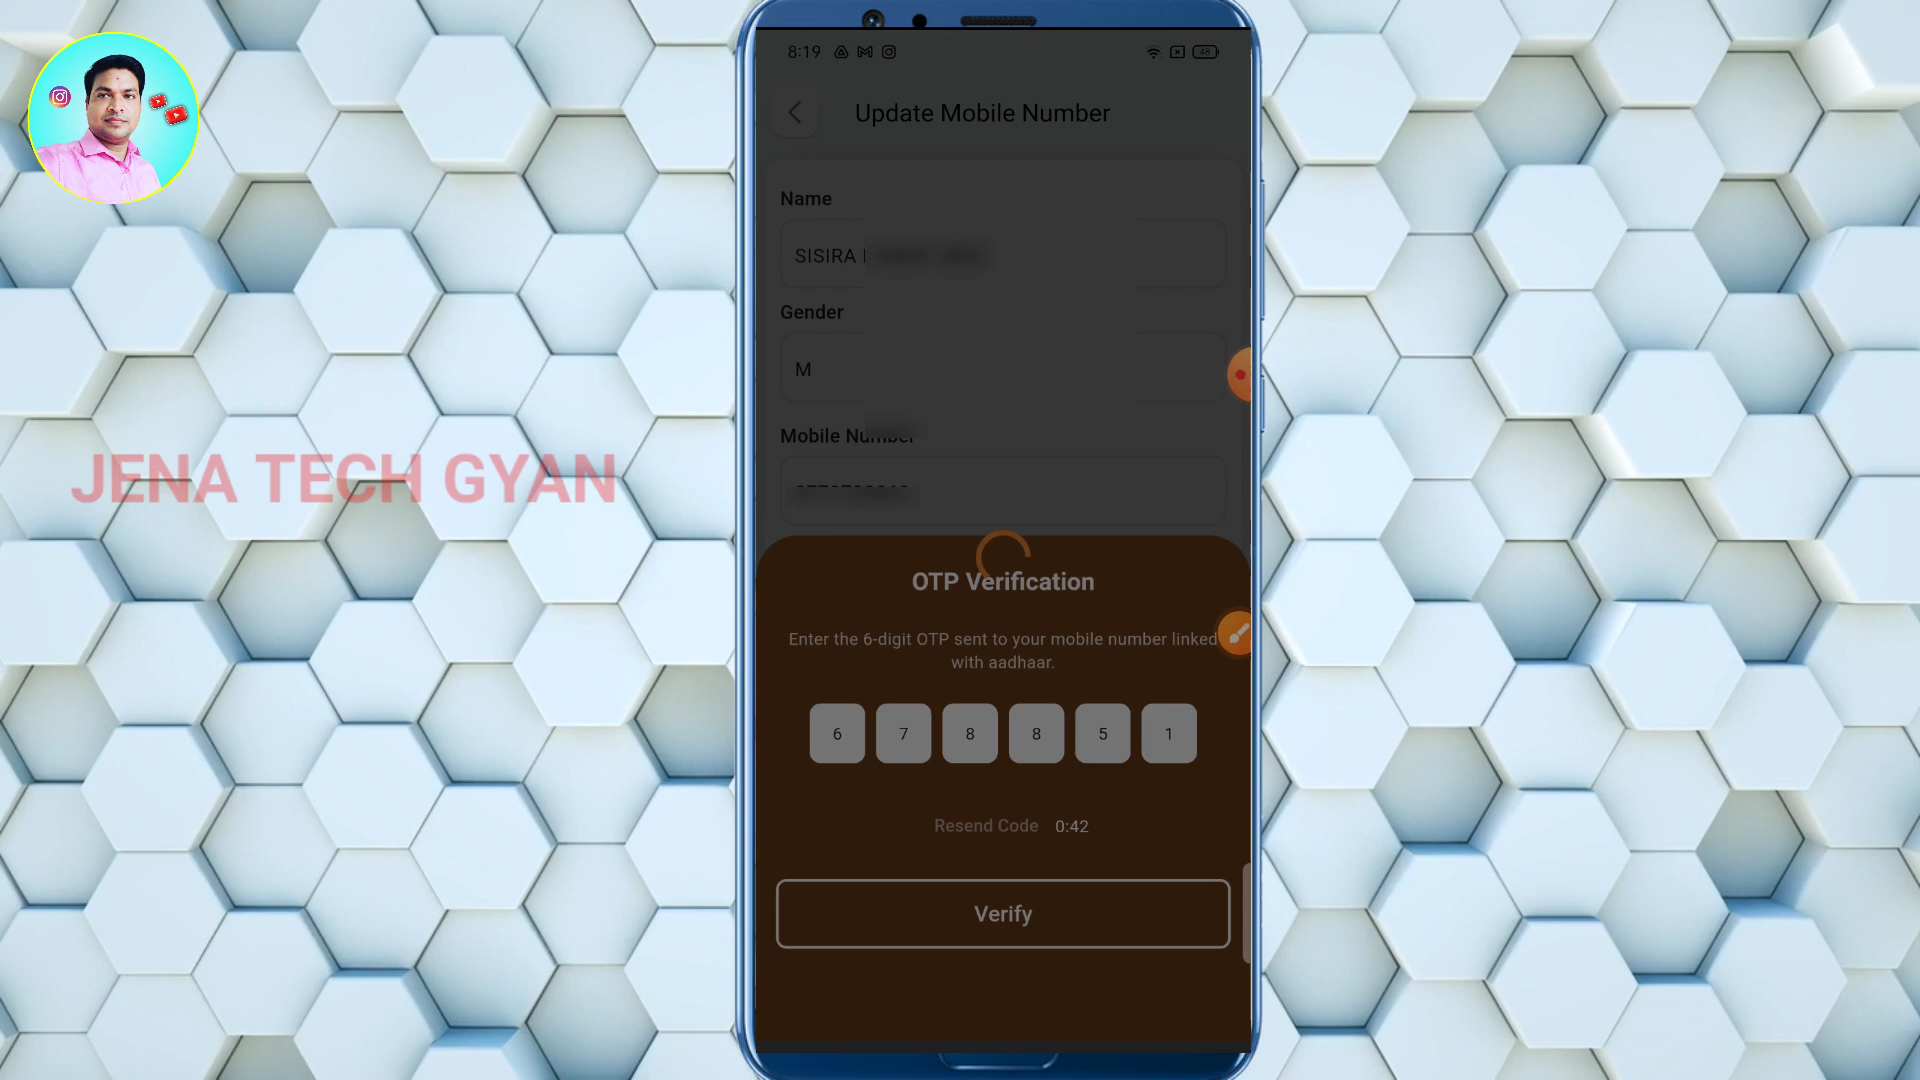 8:19
48
Update Mobile Number
Name
SISIRA
Gender
M
Mobile Number
JENA TECH GYAN
OTP Verification
Enter the 6-digit OTP sent to your mobile number linked
with aadhaar.
6 7 8 8 5 1
Resend Code 0:42
Verify